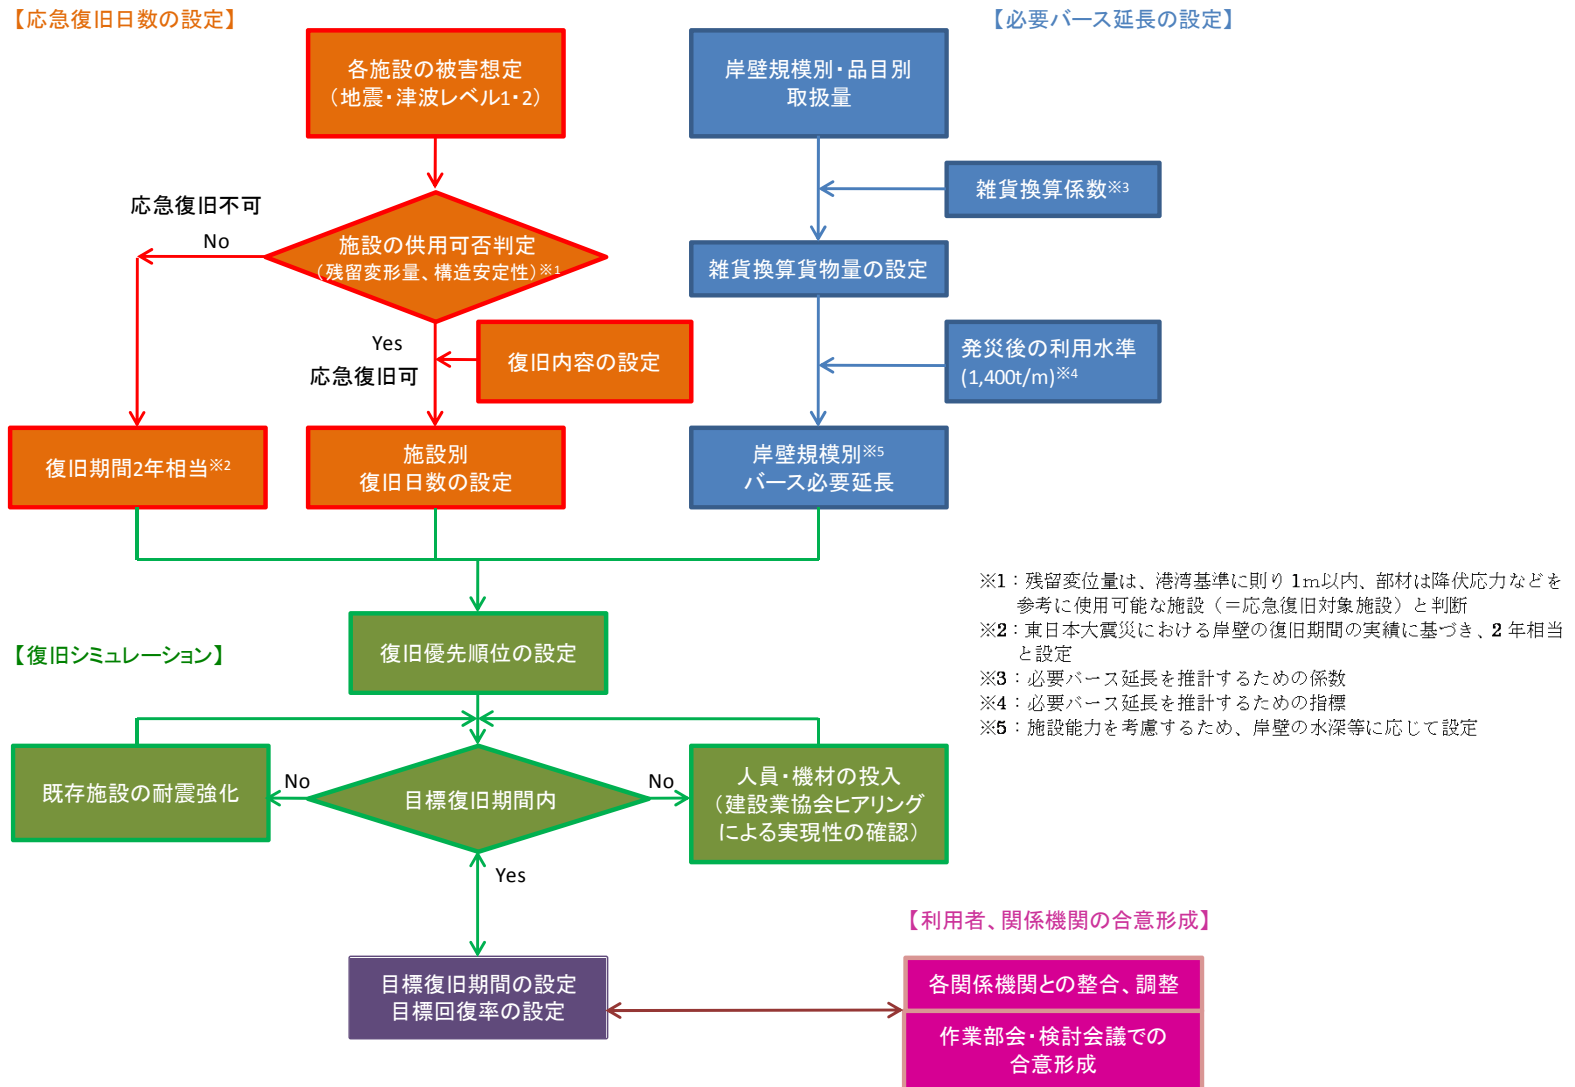 【応急復旧日数の設定】
【必要バース延長の設定】
各施設の被害想定
（地震・津波レベル1・2）
岸壁規模別・品目別
取扱量
雑貨換算係数※3
応急復旧不可
No
施設の供用可否判定
（残留変形量、構造安定性）※1
雑貨換算貨物量の設定
Yes
応急復旧可
復旧内容の設定
発災後の利用水準
(1,400t/m)※4
復旧期間2年相当※2
施設別
復旧日数の設定
岸壁規模別※5
バース必要延長
※1：残留変位量は、港湾基準に則り1m以内、部材は降伏応力などを
参考に使用可能な施設（＝応急復旧対象施設）と判断
※2：東日本大震災における岸壁の復旧期間の実績に基づき、2年相当
と設定
※3：必要バース延長を推計するための係数
※4：必要バース延長を推計するための指標
※5：施設能力を考慮するため、岸壁の水深等に応じて設定
【復旧シミュレーション】
復旧優先順位の設定
既存施設の耐震強化
No
目標復旧期間内
No
人員・機材の投入
（建設業協会ヒアリング
による実現性の確認）
Yes
【利用者、関係機関の合意形成】
目標復旧期間の設定
目標回復率の設定
各関係機関との整合、調整
作業部会・検討会議での
合意形成